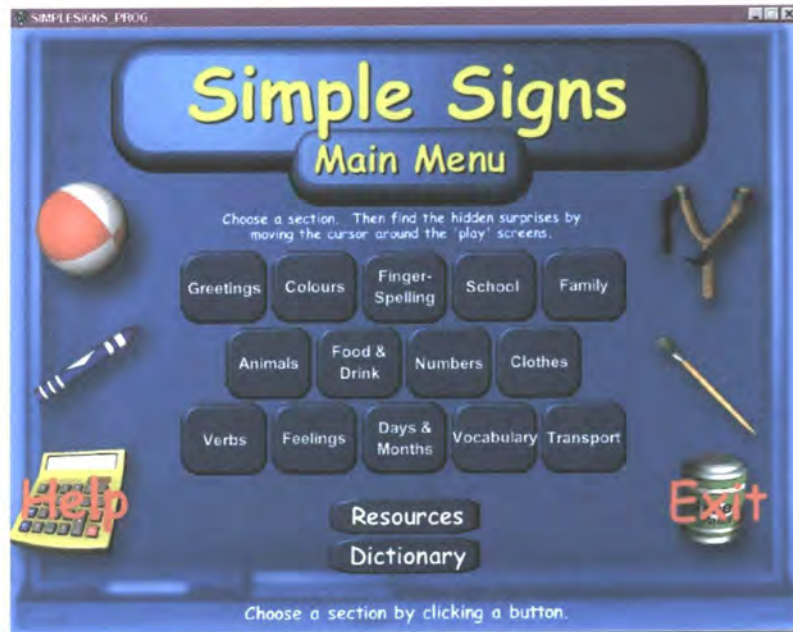 SIMPLESIGNS_PROG
Simple Signs
Main Menu
Choose a section. Then find the hidden surprises by
moving the cursor around the 'play' screens.
Greetings
Colours
Finger-
Spelling
School
Family
Animals
Food &
Drink
Numbers
Clothes
Verbs
Feelings
Days &
Months
Vocabulary
Transport
Help
Exit
Resources
Dictionary
Choose a section by clicking a button.